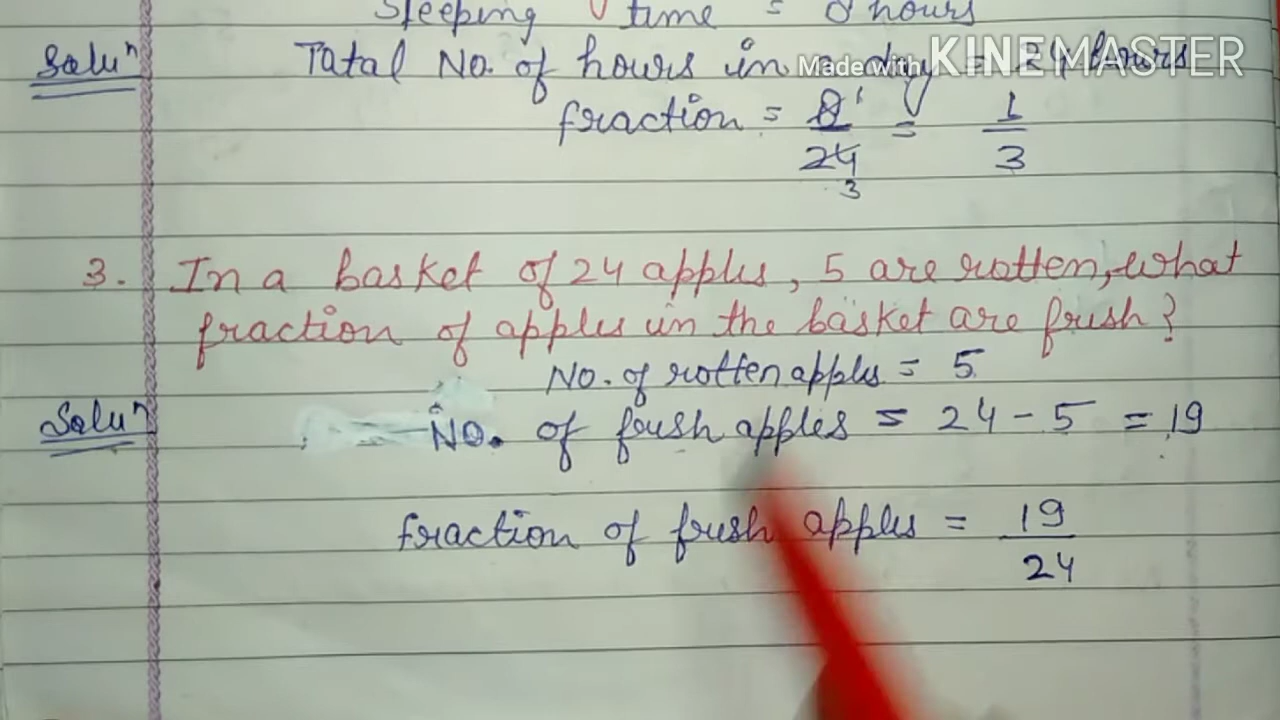 Sleeping time = 8 hours
Solun Total No. of hours in a day = 24 hours
Made with KINEMASTER
fraction = 8 1 / 24 3 = 1/3
3. In a basket of 24 apples, 5 are rotten, what
fraction of apples in the basket are fresh?
No. of rotten apples = 5
Solun No. of fresh apples = 24 - 5 = 19
fraction of fresh apples = 19/24